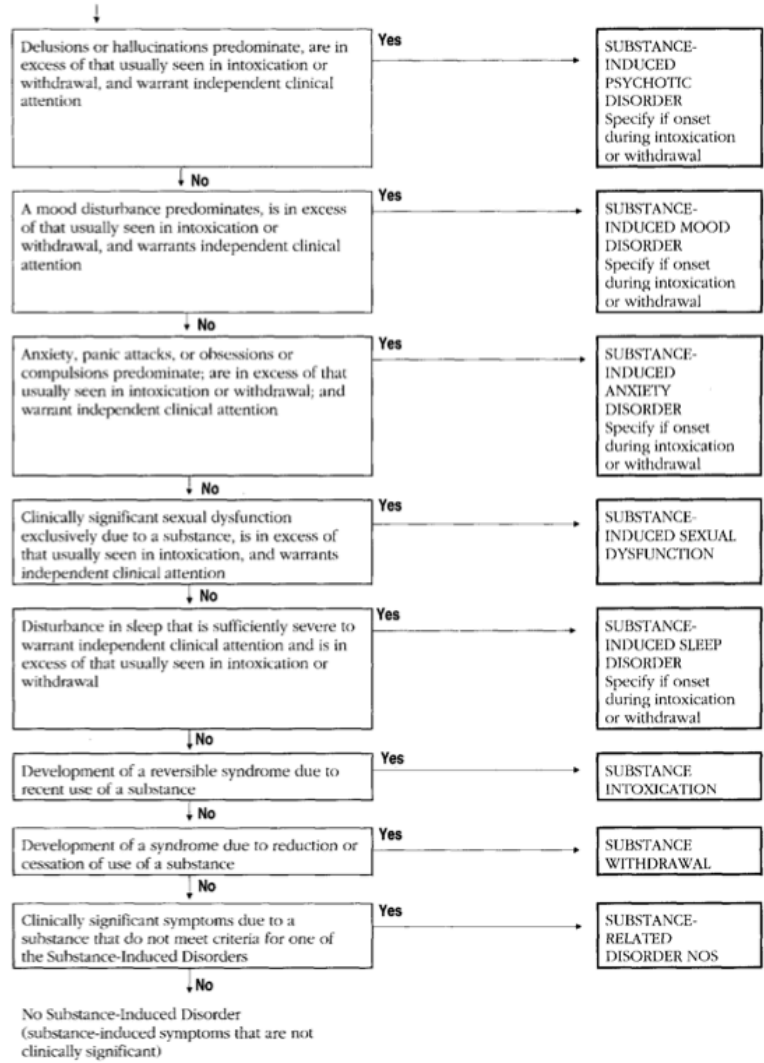 Delusions or hallucinations predominate, are in
excess of that usually seen in intoxication or
withdrawal, and warrant independent clinical
attention
Yes
SUBSTANCE-
INDUCED
PSYCHOTIC
DISORDER
Specify if onset
during intoxication
or withdrawal
No
A mood disturbance predominates, is in excess
of that usually seen in intoxication or
withdrawal, and warrants independent clinical
attention
Yes
SUBSTANCE-
INDUCED MOOD
DISORDER
Specify if onset
during intoxication
or withdrawal
No
Anxiety, panic attacks, or obsessions or
compulsions predominate; are in excess of that
usually seen in intoxication or withdrawal; and
warrant independent clinical attention
Yes
SUBSTANCE-
INDUCED
ANXIETY
DISORDER
Specify if onset
during intoxication
or withdrawal
No
Clinically significant sexual dysfunction
exclusively due to a substance, is in excess of
that usually seen in intoxication, and warrants
independent clinical attention
Yes
SUBSTANCE-
INDUCED SEXUAL
DYSFUNCTION
No
Disturbance in sleep that is sufficiently severe to
warrant independent clinical attention and is in
excess of that usually seen in intoxication or
withdrawal
Yes
SUBSTANCE-
INDUCED SLEEP
DISORDER
Specify if onset
during intoxication
or withdrawal
No
Development of a reversible syndrome due to
recent use of a substance
Yes
SUBSTANCE
INTOXICATION
No
Development of a syndrome due to reduction or
cessation of use of a substance
Yes
SUBSTANCE
WITHDRAWAL
No
Clinically significant symptoms due to a
substance that do not meet criteria for one of
the Substance-Induced Disorders
Yes
SUBSTANCE-
RELATED
DISORDER NOS
No
No Substance-Induced Disorder
(substance-induced symptoms that are not
clinically significant)